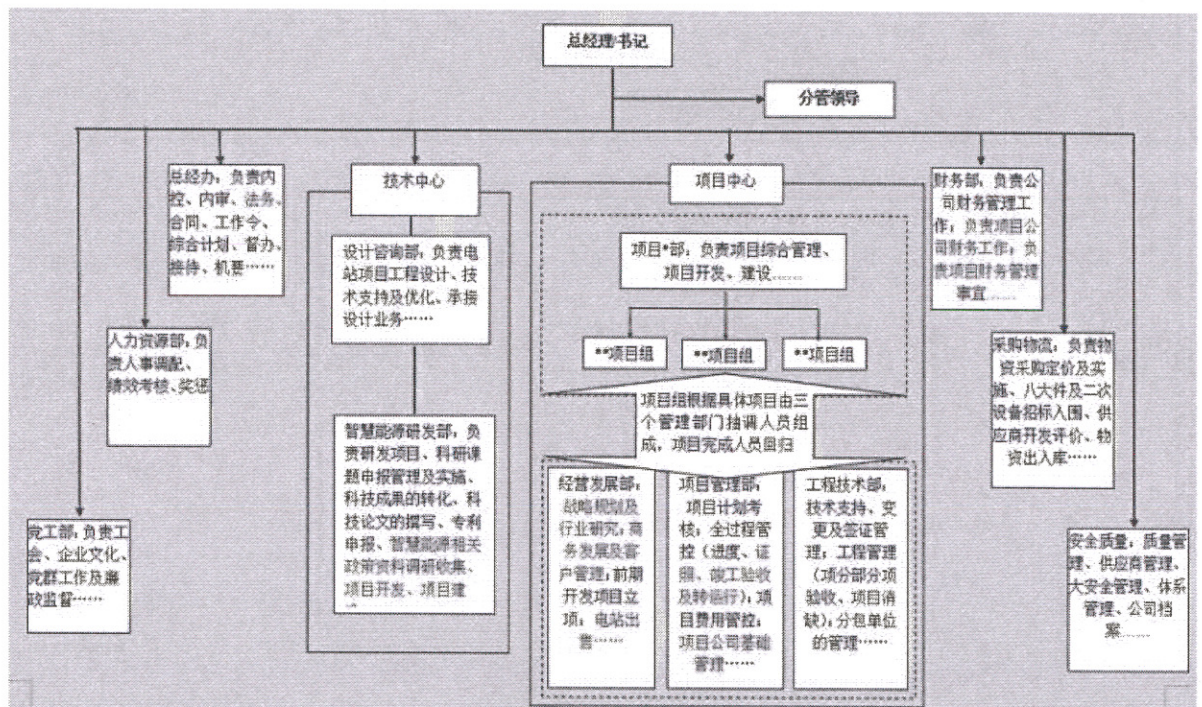 总经理/书记
分管领导
总经办：负责内
控、内审、法务、
合同、工作令、
综合计划、督办、
接待、机要……
人力资源部：负
责人事调配、
绩效考核、奖惩
党工部：负责工
会、企业文化、
党群工作及廉
政监督……
技术中心
设计咨询部：负责电
站项目工程设计、技
术支持及优化、承接
设计业务……
智慧能源研发部：负
责研发项目、科研课
题申报管理及实施、
科技成果的转化、科
技论文的撰写、专利
申报、智慧能源相关
政策资料调研收集、
项目开发、项目建
项目中心
项目*部：负责项目综合管理、
项目开发、建设……
**项目组
**项目组
**项目组
项目组根据具体项目由三
个管理部门抽调人员组
成，项目完成人员回归
经营发展部：
战略规划及
行业研究；商
务发展及客
户管理；前期
开发项目立
项；电站出
售……
项目管理部：
项目计划考
核；全过程管
控（进度、证
照、竣工验收
及转运行）；项
目费用管控；
项目公司基础
管理……
工程技术部：
技术支持、变
更及签证管
理；工程管理
（项分部分项
验收、项目消
缺）；分包单位
的管理……
财务部：负责公
司财务管理工
作；负责项目公
司财务工作；负
责项目财务管理
事宜……
采购物流：负责物
资采购定价及实
施、八大件及二次
设备招标入围、供
应商开发评价、物
资出入库……
安全质量：质量管
理、供应商管理、
大安全管理、体系
管理、公司档
案……